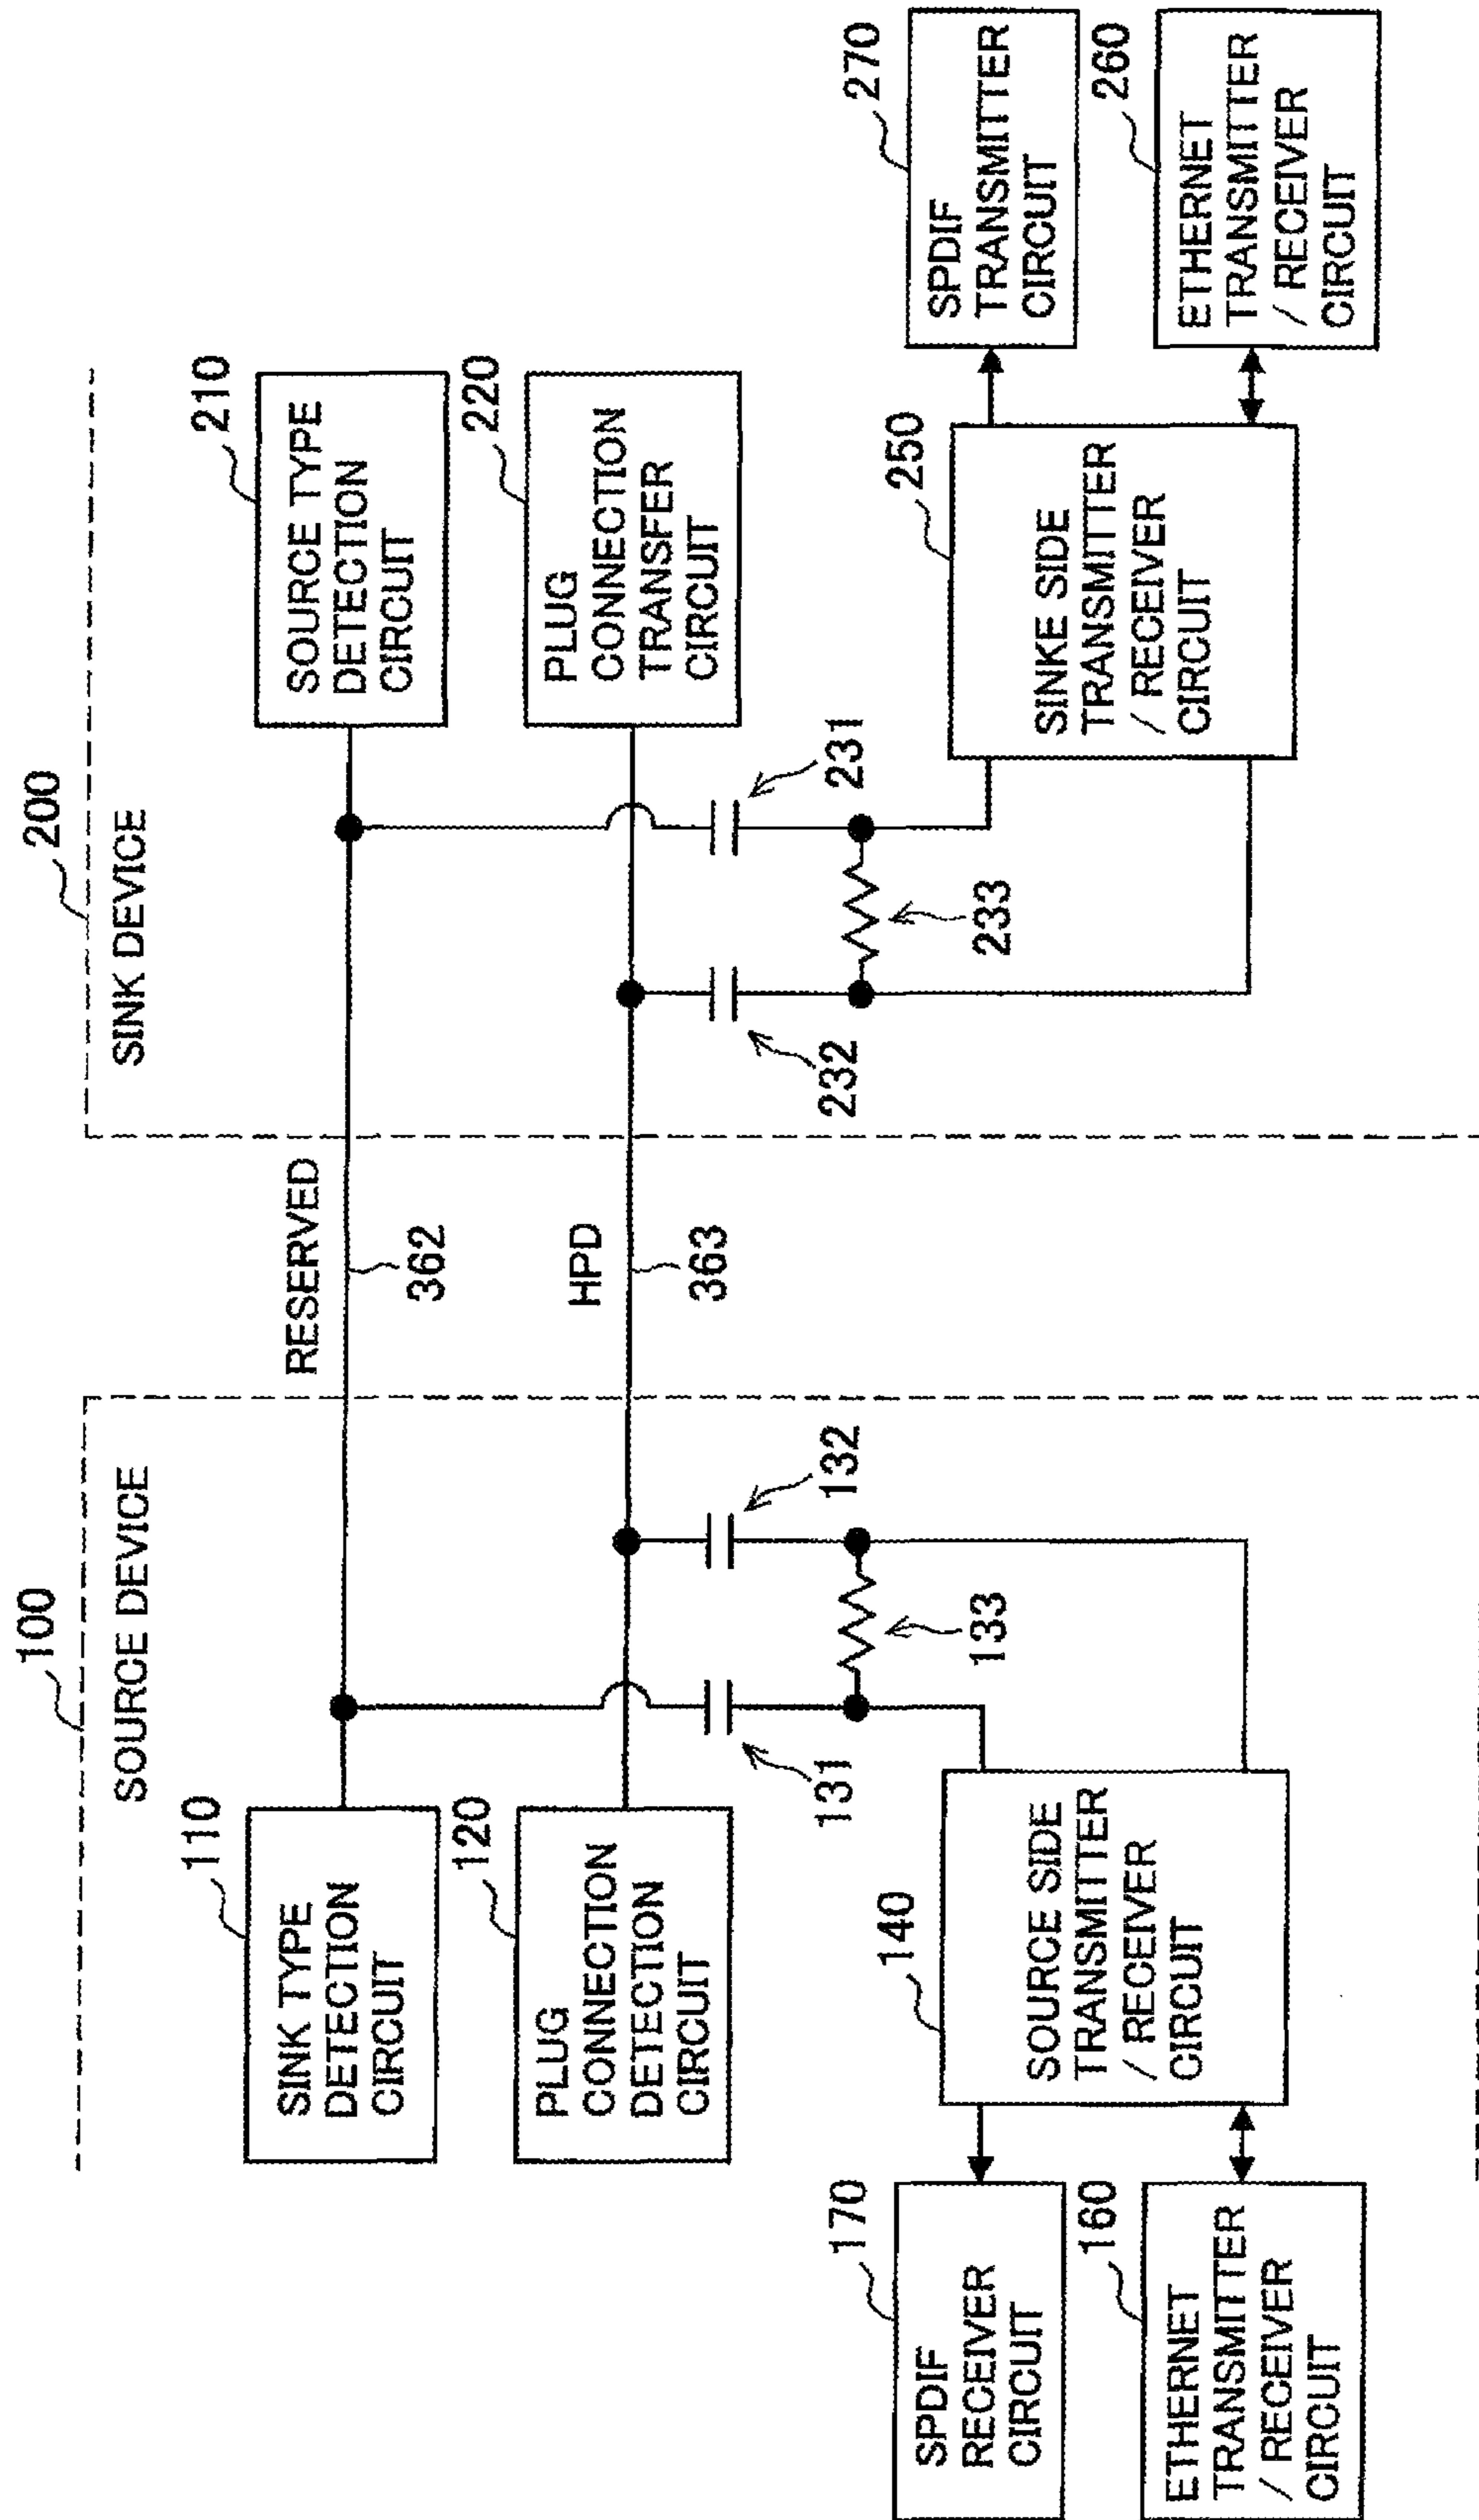 100
SOURCE DEVICE
110
SINK TYPE
DETECTION
CIRCUIT
120
PLUG
CONNECTION
DETECTION
CIRCUIT
131
132
133
140
SOURCE SIDE
TRANSMITTER
/ RECEIVER
CIRCUIT
170
SPDIF
RECEIVER
CIRCUIT
160
ETHERNET
TRANSMITTER
/ RECEIVER
CIRCUIT
RESERVED
362
HPD
363
200
SINK DEVICE
210
SOURCE TYPE
DETECTION
CIRCUIT
220
PLUG
CONNECTION
TRANSFER
CIRCUIT
231
232
233
250
SINKE SIDE
TRANSMITTER
/ RECEIVER
CIRCUIT
270
SPDIF
TRANSMITTER
CIRCUIT
260
ETHERNET
TRANSMITTER
/ RECEIVER
CIRCUIT